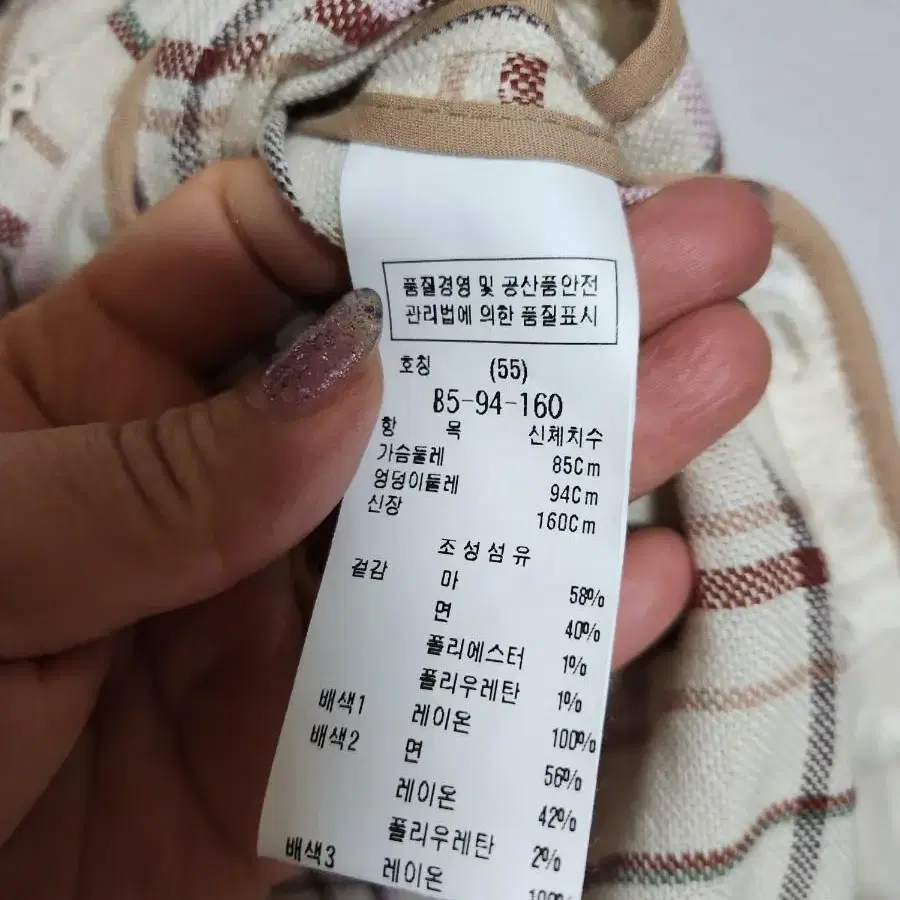 품질경영 및 공산품안전
관리법에 의한 품질표시
호칭 (55)
85-94-160
항 목 신체치수
가슴둘레 85Cm
엉덩이둘레 94Cm
신장 160Cm
조성섬유
겉감 마 58%
면 40%
폴리에스터 1%
폴리우레탄 1%
배색1 레이온 100%
배색2 면 56%
레이온 42%
폴리우레탄 2%
배색3 레이온 100%